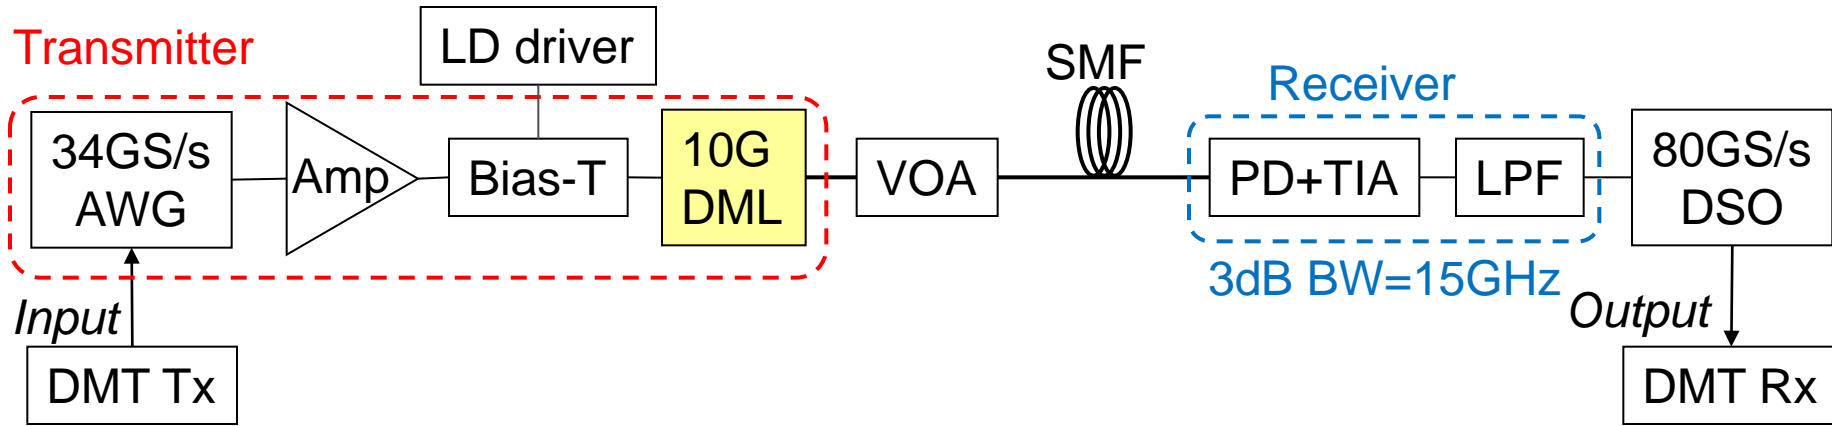 Transmitter
LD driver
SMF
Receiver
34GS/s
AWG
Amp
Bias-T
10G
DML
VOA
PD+TIA
LPF
80GS/s
DSO
3dB BW=15GHz
Input
Output
DMT Tx
DMT Rx